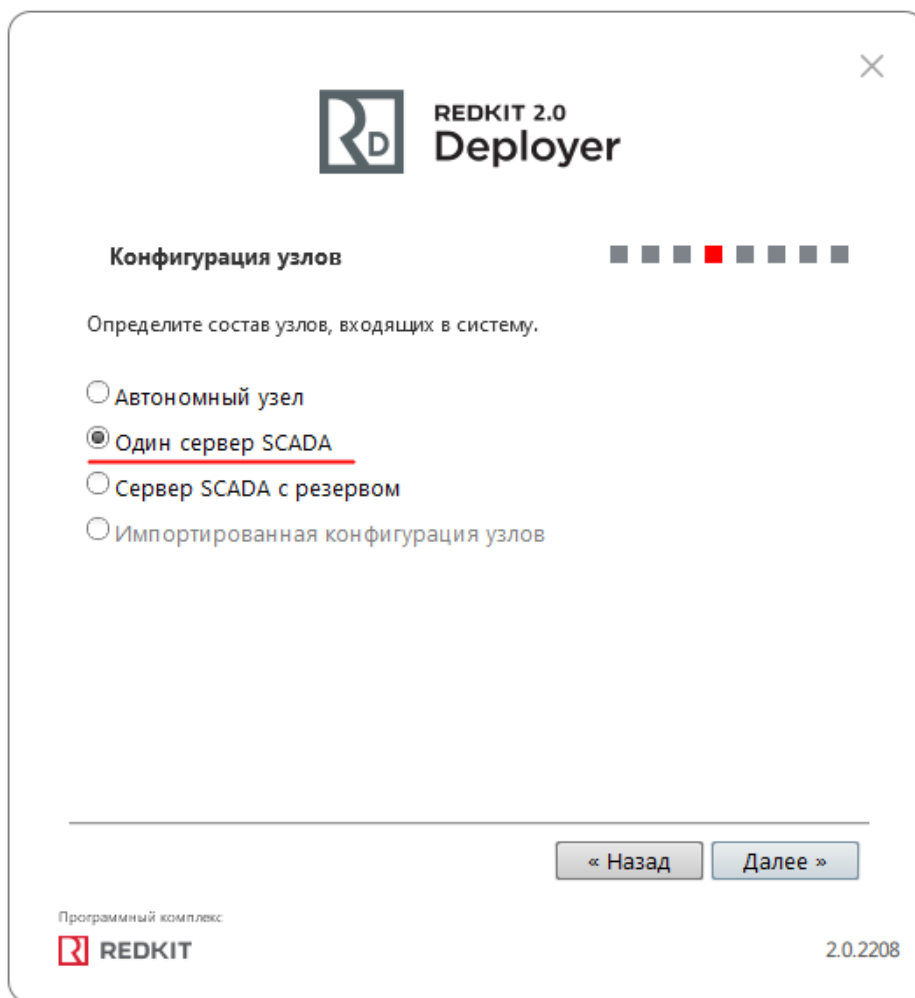 REDKIT 2.0
Deployer
Конфигурация узлов
Определите состав узлов, входящих в систему.
Автономный узел
Один сервер SCADA
Сервер SCADA с резервом
Импортированная конфигурация узлов
« Назад
Далее »
Программный комплекс
REDKIT
2.0.2208